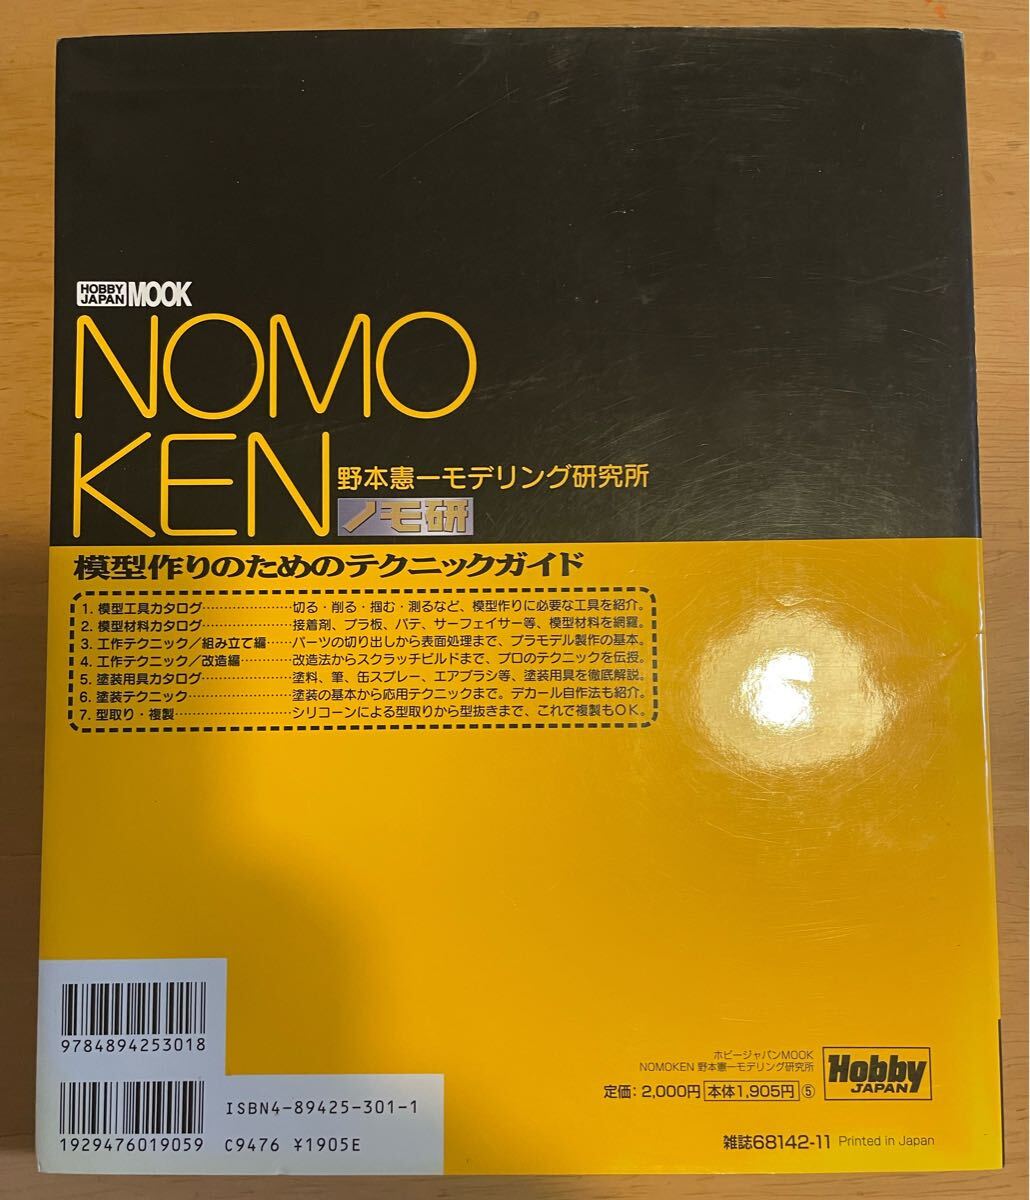 HOBBY JAPAN MOOK
NOMO
KEN
野本憲一モデリング研究所
ノモ研
模型作りのためのテクニックガイド
1. 模型工具カタログ…………………切る・削る・掴む・測るなど、模型作りに必要な工具を紹介。
2. 模型材料カタログ…………………接着剤、プラ板、パテ、サーフェイサー等、模型材料を網羅。
3. 工作テクニック／組み立て編……パーツの切り出しから表面処理まで、プラモデル製作の基本。
4. 工作テクニック／改造編…………改造法からスクラッチビルドまで、プロのテクニックを伝授。
5. 塗装用具カタログ…………………塗料、筆、缶スプレー、エアブラシ等、塗装用具を徹底解説。
6. 塗装テクニック……………………塗装の基本から応用テクニックまで。デカール自作法も紹介。
7. 型取り・複製………………………シリコーンによる型取りから型抜きまで、これで複製もOK。
9784894253018
1929476019059
ISBN4-89425-301-1
C9476 ¥1905E
ホビージャパンMOOK
NOMOKEN 野本憲一モデリング研究所
定価：2,000円 本体1,905円 ⑤
Hobby JAPAN
雑誌68142-11 Printed in Japan